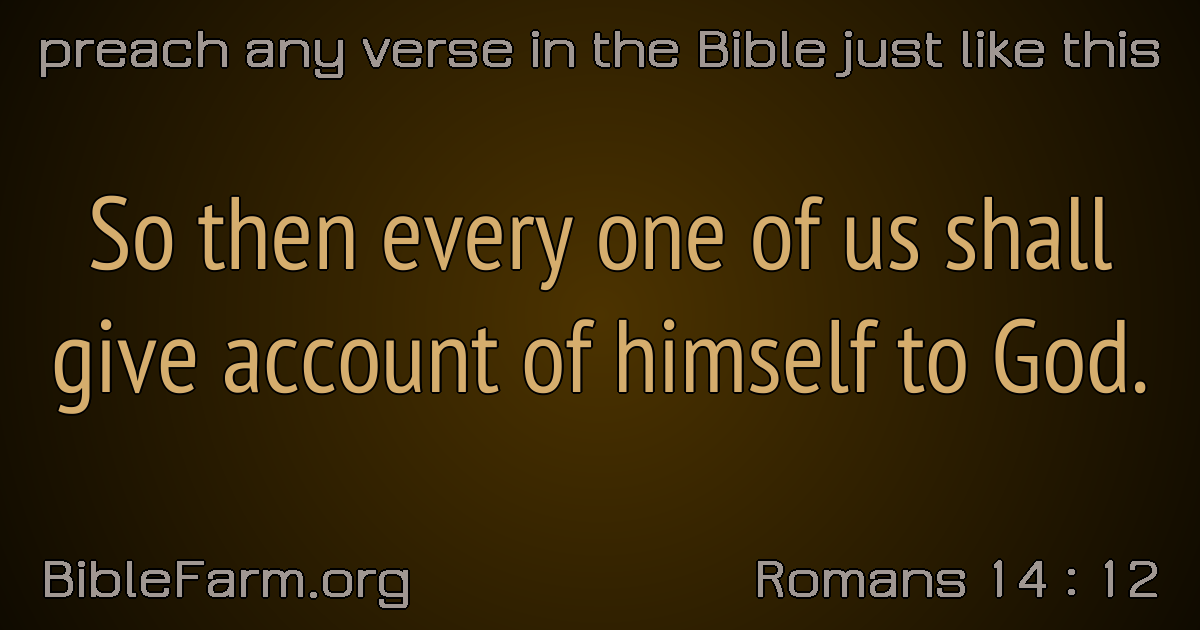 preach any verse in the Bible just like this
So then every one of us shall
give account of himself to God.
BibleFarm.org
Romans 14 : 12